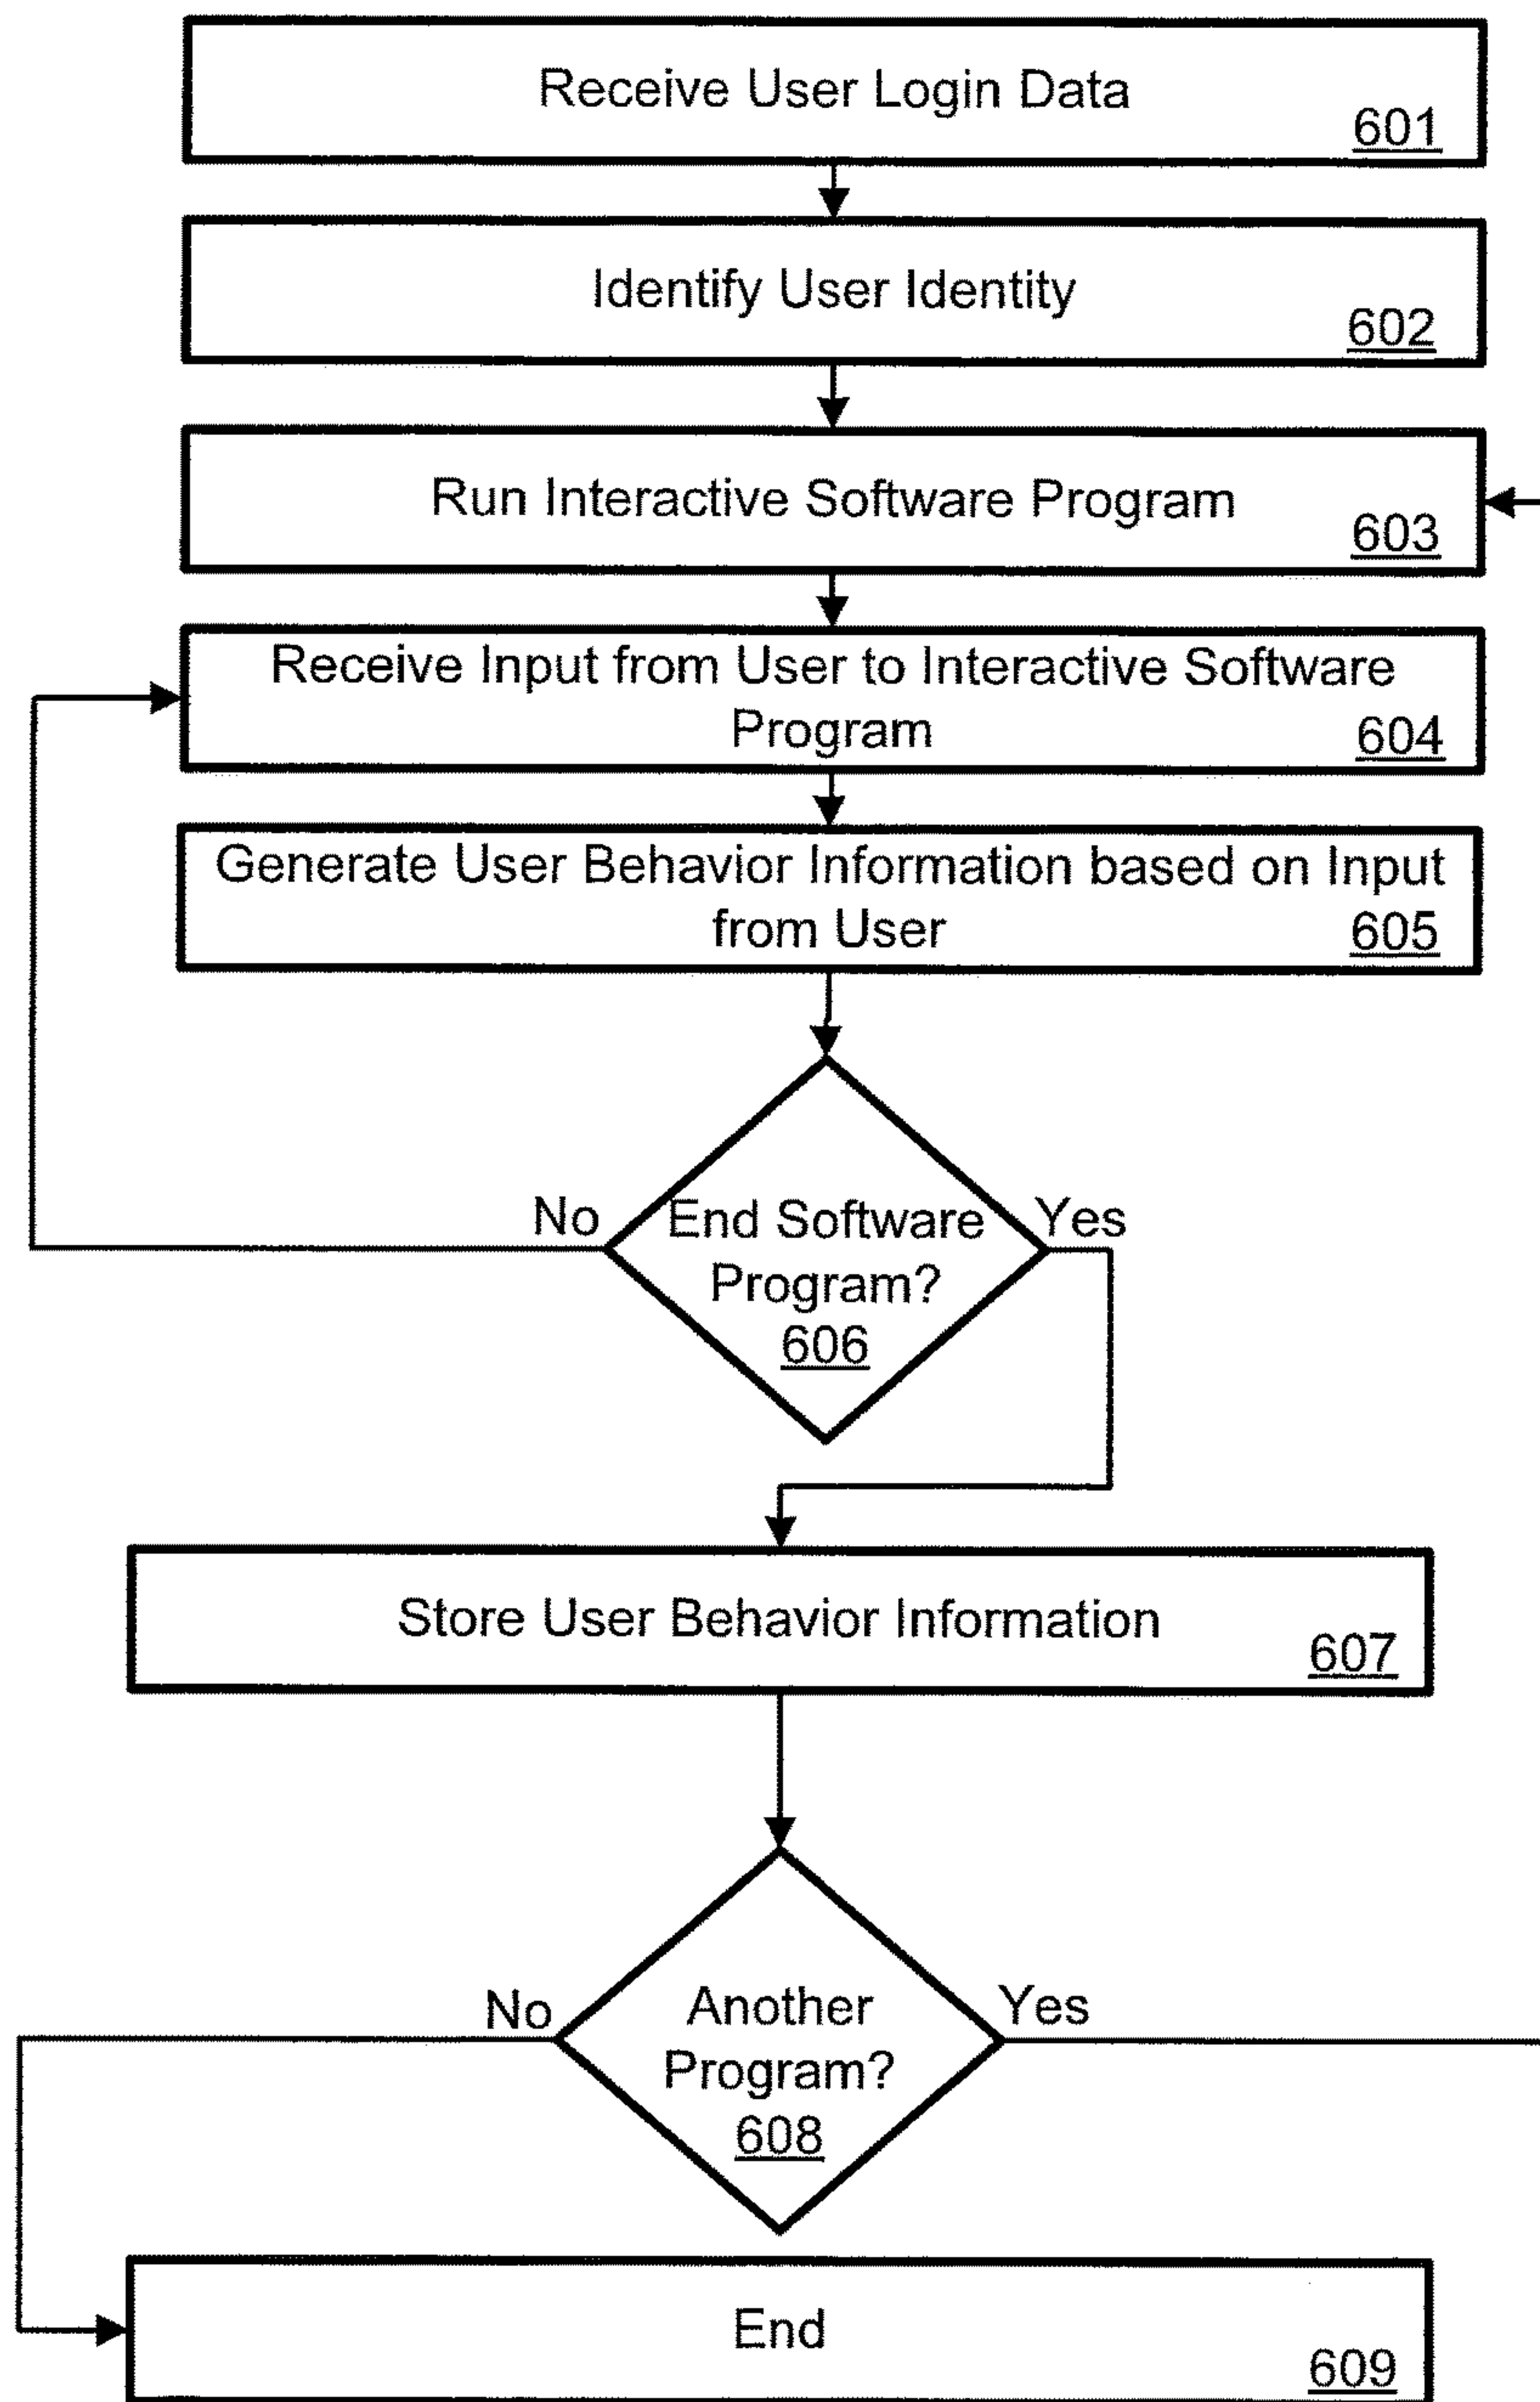 Receive User Login Data
601
Identify User Identity
602
Run Interactive Software Program
603
Receive Input from User to Interactive Software
Program
604
Generate User Behavior Information based on Input
from User
605
No
End Software
Program?
606
Yes
Store User Behavior Information
607
No
Another
Program?
608
Yes
End
609